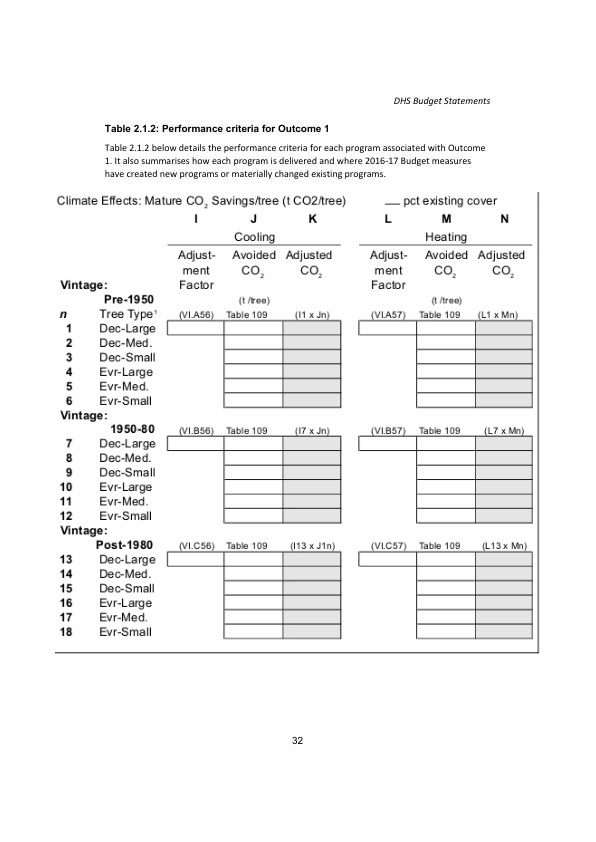 DHS Budget Statements
Table 2.1.2: Performance criteria for Outcome 1
Table 2.1.2 below details the performance criteria for each program associated with Outcome
1. It also summarises how each program is delivered and where 2016-17 Budget measures
have created new programs or materially changed existing programs.
Climate Effects: Mature CO2 Savings/tree (t CO2/tree) __ pct existing cover
I J K L M N
Cooling Heating
Adjust- Avoided Adjusted Adjust- Avoided Adjusted
ment CO2 CO2 ment CO2 CO2
Vintage: Factor Factor
Pre-1950 (t /tree) (t /tree)
n Tree Type1 (VI.A56) Table 109 (I1 x Jn) (VI.A57) Table 109 (L1 x Mn)
1 Dec-Large
2 Dec-Med.
3 Dec-Small
4 Evr-Large
5 Evr-Med.
6 Evr-Small
Vintage:
1950-80 (VI.B56) Table 109 (I7 x Jn) (VI.B57) Table 109 (L7 x Mn)
7 Dec-Large
8 Dec-Med.
9 Dec-Small
10 Evr-Large
11 Evr-Med.
12 Evr-Small
Vintage:
Post-1980 (VI.C56) Table 109 (I13 x J1n) (VI.C57) Table 109 (L13 x Mn)
13 Dec-Large
14 Dec-Med.
15 Dec-Small
16 Evr-Large
17 Evr-Med.
18 Evr-Small
32